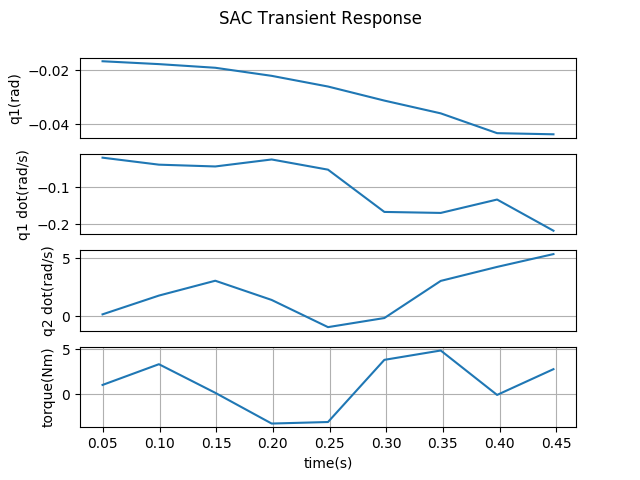 SAC Transient Response
q1(rad)
−0.02
−0.04
q1 dot(rad/s)
−0.1
−0.2
q2 dot(rad/s)
5
0
torque(Nm)
5
0
0.05 0.10 0.15 0.20 0.25 0.30 0.35 0.40 0.45
time(s)